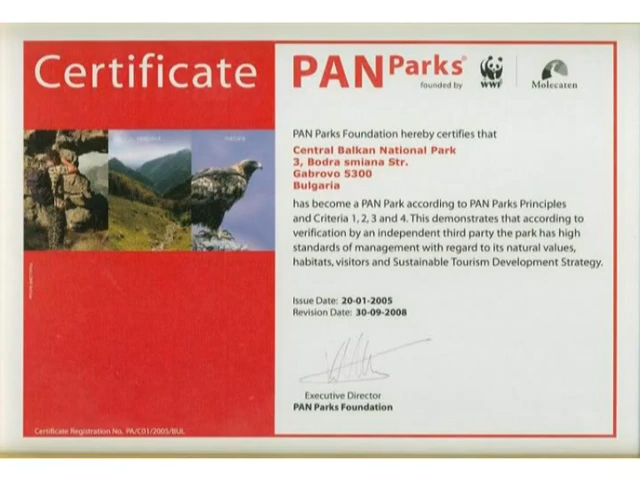 Certificate
PAN Parks
founded by
WWF
Molecaten
PAN Parks Foundation hereby certifies that
Central Balkan National Park
3, Bodra smiana Str.
Gabrovo 5300
Bulgaria
has become a PAN Park according to PAN Parks Principles
and Criteria 1, 2, 3 and 4. This demonstrates that according to
verification by an independent third party the park has high
standards of management with regard to its natural values,
habitats, visitors and Sustainable Tourism Development Strategy.
Issue Date: 20-01-2005
Revision Date: 30-09-2008
Executive Director
PAN Parks Foundation
Certificate Registration No. PA/C01/2005/BUL